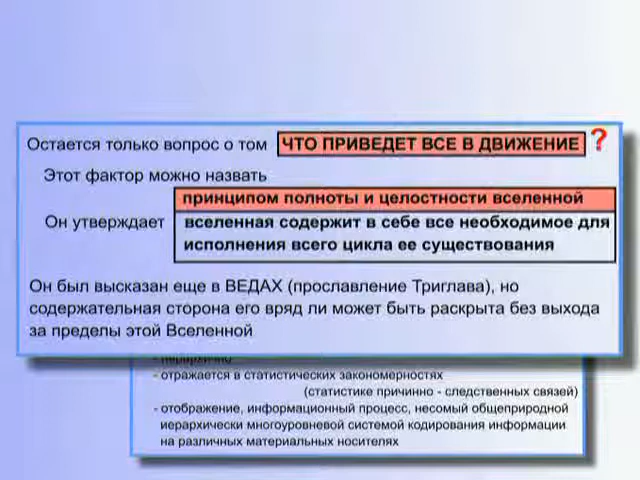 Остается только вопрос о том ЧТО ПРИВЕДЕТ ВСЕ В ДВИЖЕНИЕ ?
Этот фактор можно назвать
принципом полноты и целостности вселенной
Он утверждает вселенная содержит в себе все необходимое для
исполнения всего цикла ее существования
Он был высказан еще в ВЕДАХ (прославление Триглава), но
содержательная сторона его вряд ли может быть раскрыта без выхода
за пределы этой Вселенной
- отражается в статистических закономерностях
(статистике причинно - следственных связей)
- отображение, информационный процесс, несомый общеприродной
иерархически многоуровневой системой кодирования информации
на различных материальных носителях